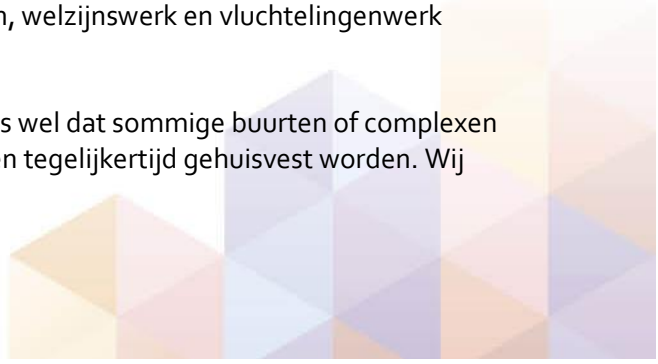 , welzijnswerk en vluchtelingenwerk
s wel dat sommige buurten of complexen
n tegelijkertijd gehuisvest worden. Wij